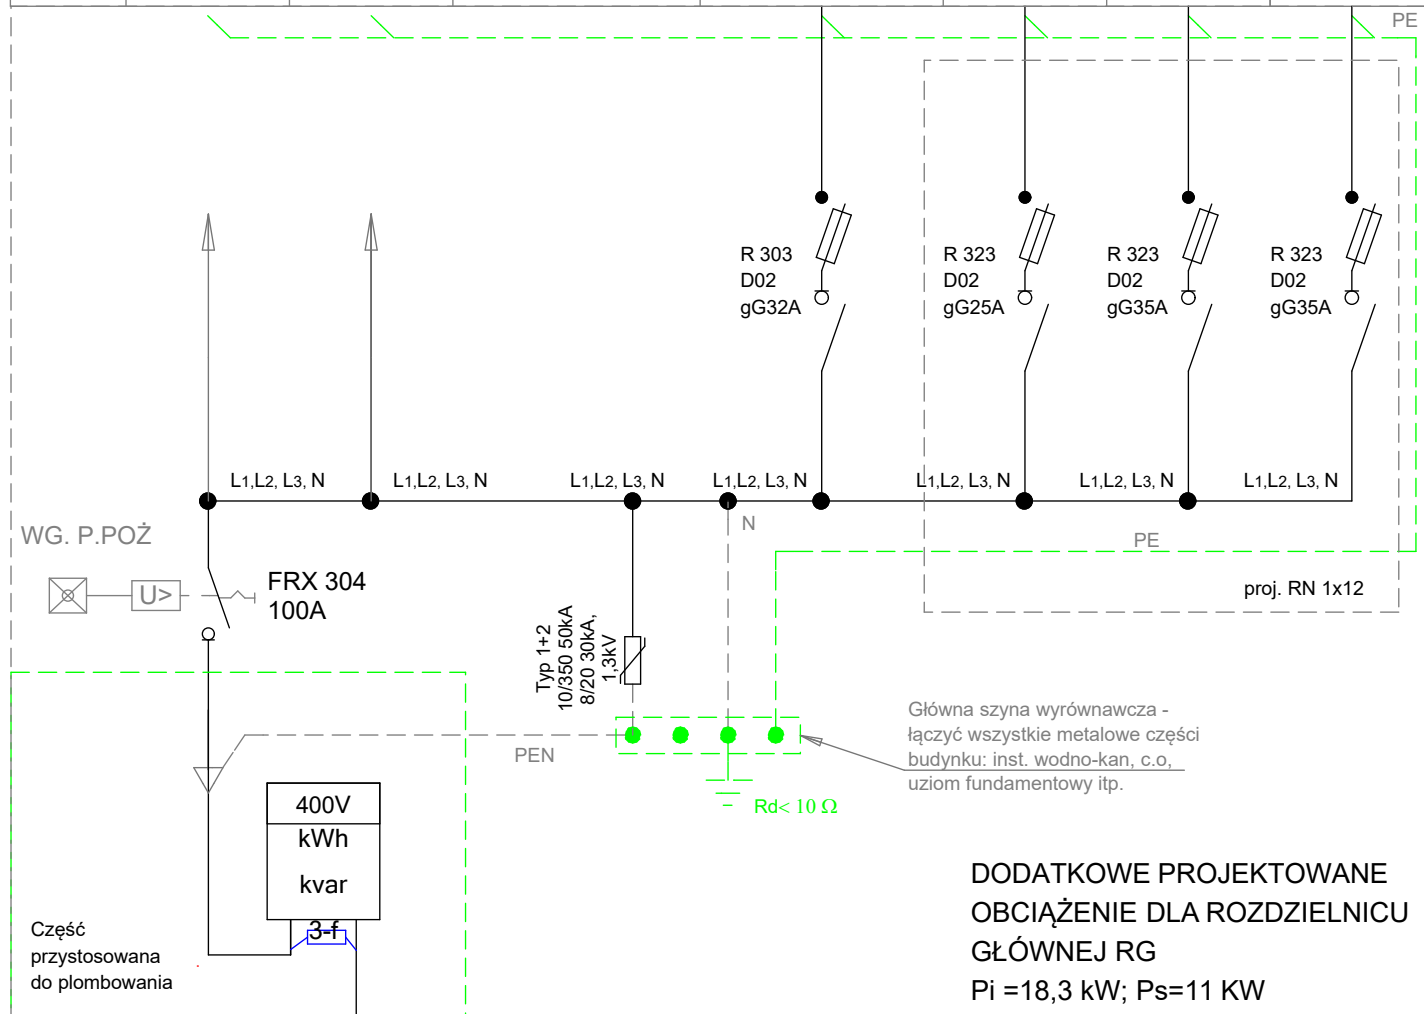 PE
R 303
D02
gG32A
R 323
D02
gG25A
R 323
D02
gG35A
R 323
D02
gG35A
L1,L2, L3, N
L1,L2, L3, N
L1,L2, L3, N
L1,L2, L3, N
L1,L2, L3, N
L1,L2, L3, N
L1,L2, L3, N
N
PE
WG. P.POŻ
U>
FRX 304
100A
proj. RN 1x12
Typ 1+2
10/350 50kA
8/20 30kA,
1,3kV
PEN
Główna szyna wyrównawcza -
łączyć wszystkie metalowe części
budynku: inst. wodno-kan, c.o,
uziom fundamentowy itp.
Rd< 10 Ω
400V
kWh
kvar
3-f
Część
przystosowana
do plombowania
DODATKOWE PROJEKTOWANE
OBCIĄŻENIE DLA ROZDZIELNICU
GŁÓWNEJ RG
Pi =18,3 kW; Ps=11 KW